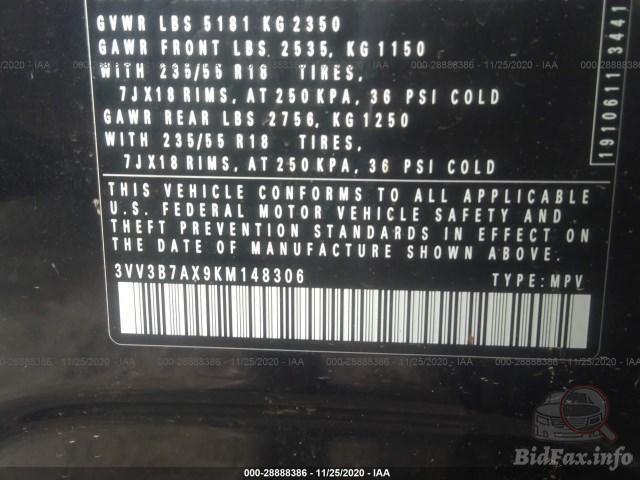 GVWR LBS 5181 KG 2350
GAWR FRONT LBS. 2535, KG 1150
WITH 235/55 R18 TIRES,
7JX18 RIMS, AT 250 KPA, 36 PSI COLD
GAWR REAR LBS 2756, KG 1250
WITH 235/55 R18 TIRES,
7JX18 RIMS, AT 250 KPA, 36 PSI COLD
19106113441
THIS VEHICLE CONFORMS TO ALL APPLICABLE
U.S. FEDERAL MOTOR VEHICLE SAFETY AND
THEFT PREVENTION STANDARDS IN EFFECT ON
THE DATE OF MANUFACTURE SHOWN ABOVE.
3VV3B7AX9KM148306 TYPE: MPV
000-28888386 - 11/25/2020 - IAA
BidFax.info